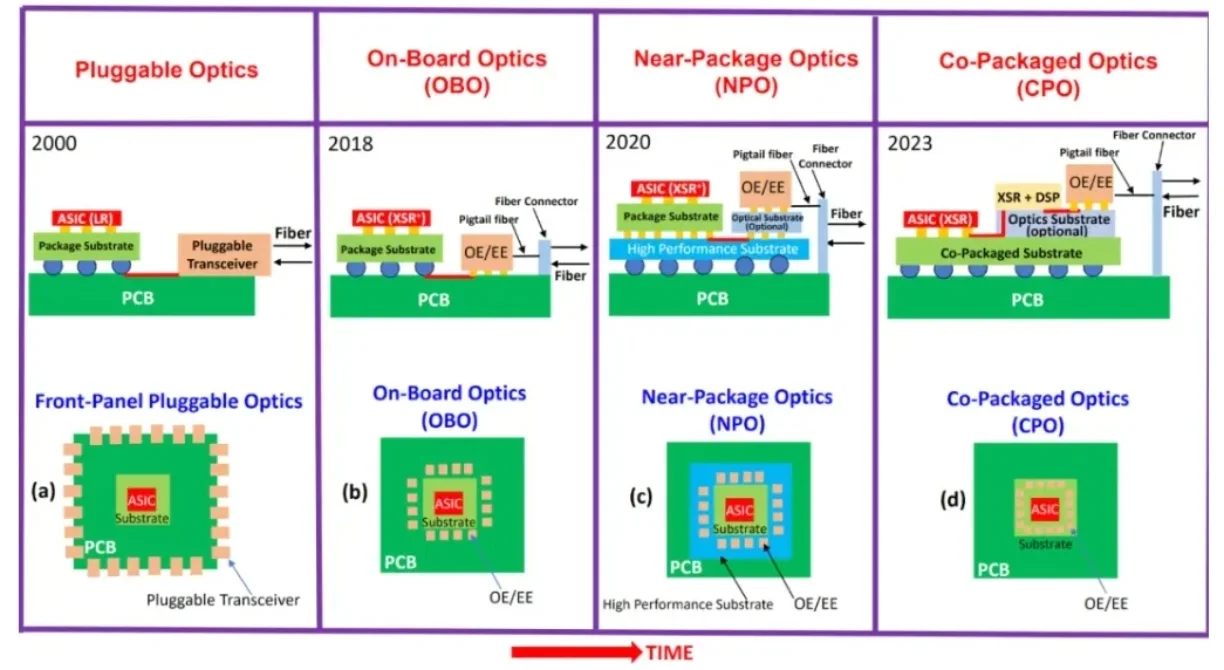 Pluggable Optics
On-Board Optics
(OBO)
Near-Package Optics
(NPO)
Co-Packaged Optics
(CPO)
2000
ASIC (LR)
Package Substrate
Pluggable
Transceiver
Fiber
PCB
2018
ASIC (XSR⁺)
Package Substrate
Pigtail fiber
Fiber Connector
OE/EE
Fiber
PCB
2020
Pigtail fiber
Fiber
Connector
ASIC (XSR⁺)
OE/EE
Package Substrate
Optical Substrate
(Optional)
High Performance Substrate
Fiber
PCB
2023
Fiber Connector
Pigtail fiber
XSR + DSP
OE/EE
ASIC (XSR)
Optics Substrate
(optional)
Fiber
Co-Packaged Substrate
PCB
Front-Panel Pluggable Optics
(a)
ASIC
Substrate
PCB
Pluggable Transceiver
On-Board Optics
(OBO)
(b)
ASIC
Substrate
PCB
OE/EE
Near-Package Optics
(NPO)
(c)
ASIC
Substrate
PCB
High Performance Substrate
OE/EE
Co-Packaged Optics
(CPO)
(d)
ASIC
Substrate
PCB
OE/EE
TIME